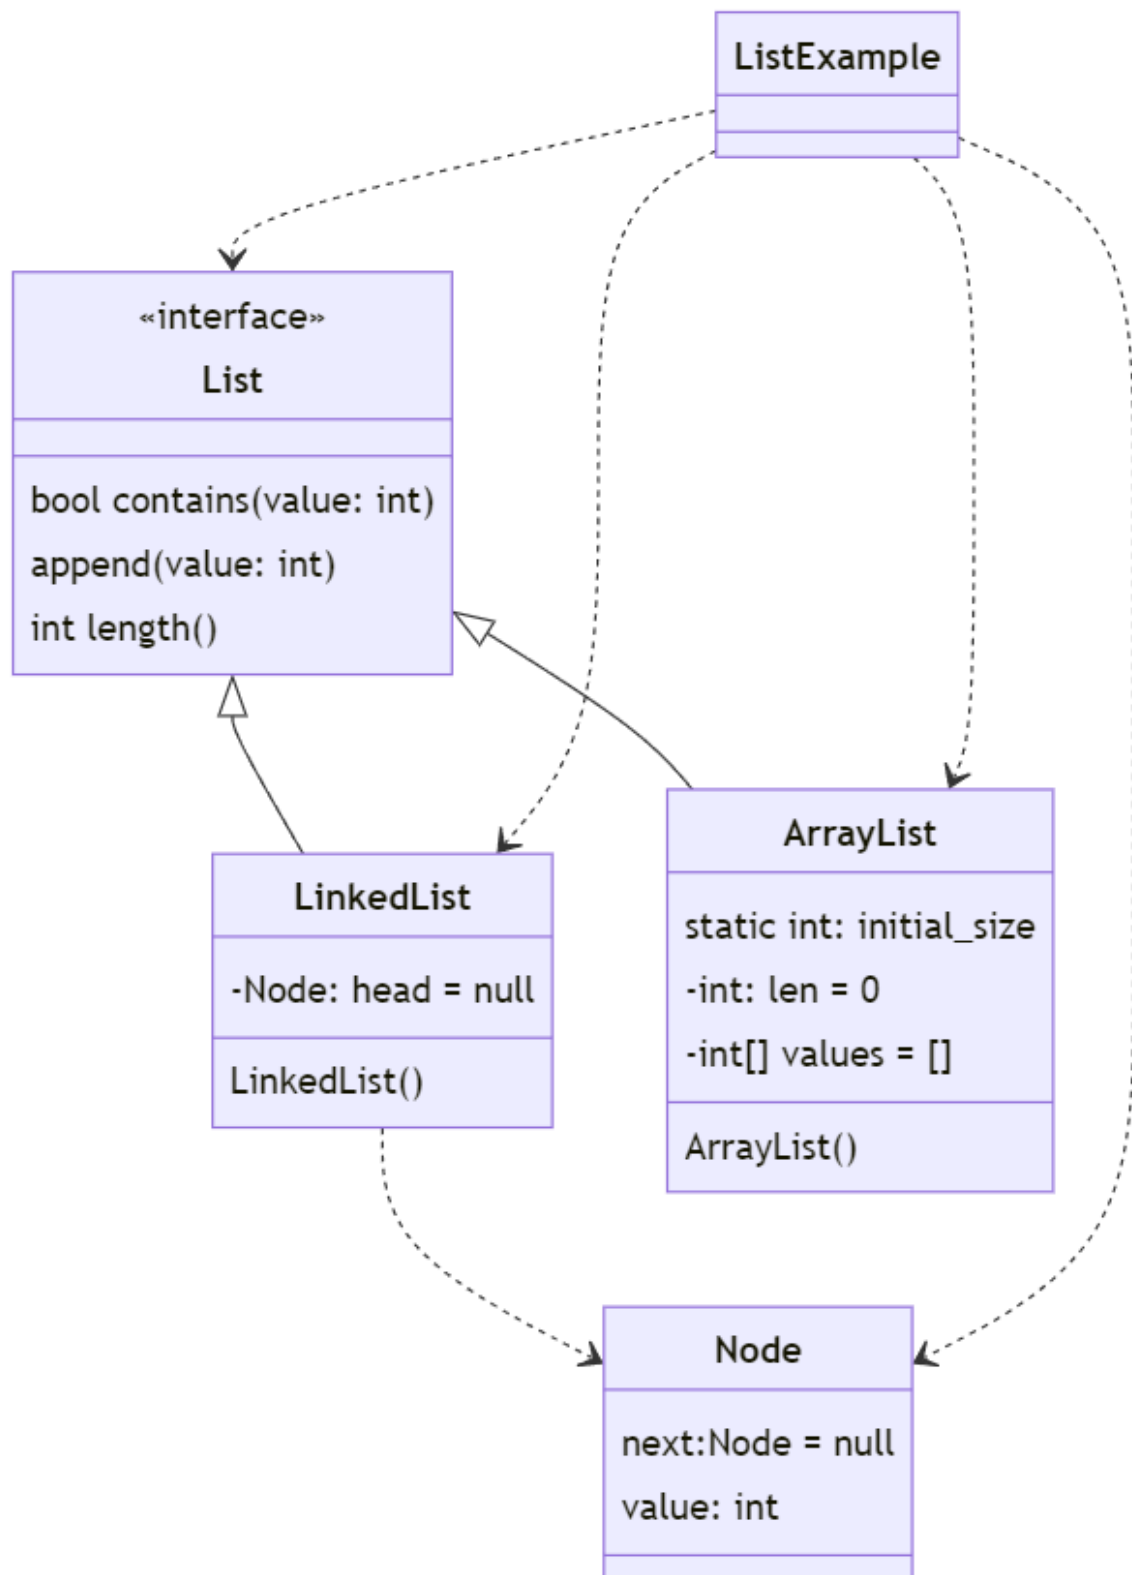 ListExample
«interface»
List
bool contains(value: int)
append(value: int)
int length()
ArrayList
static int: initial_size
-int: len = 0
-int[] values = []
ArrayList()
LinkedList
-Node: head = null
LinkedList()
Node
next:Node = null
value: int